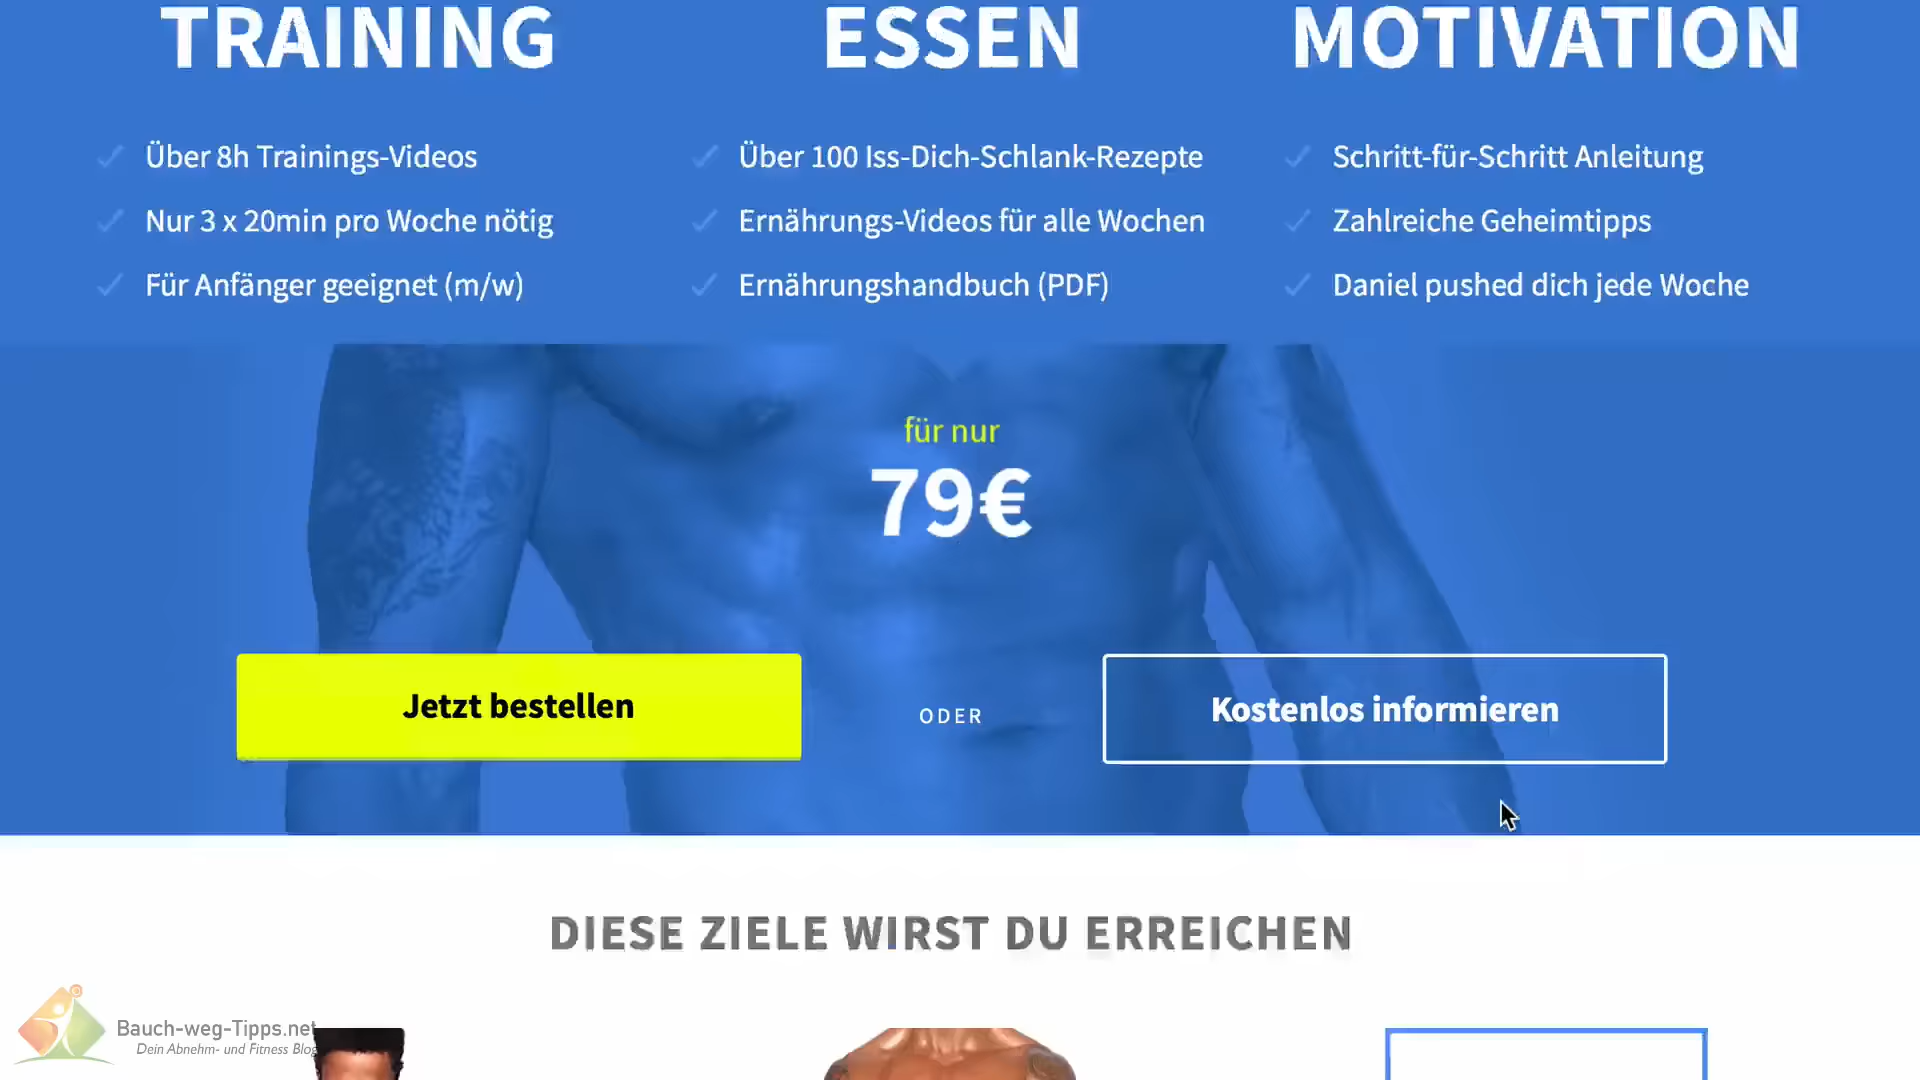 TRAINING
Über 8h Trainings-Videos
Nur 3 x 20min pro Woche nötig
Für Anfänger geeignet (m/w)
ESSEN
Über 100 Iss-Dich-Schlank-Rezepte
Ernährungs-Videos für alle Wochen
Ernährungshandbuch (PDF)
MOTIVATION
Schritt-für-Schritt Anleitung
Zahlreiche Geheimtipps
Daniel pushed dich jede Woche
für nur
79€
Jetzt bestellen
ODER
Kostenlos informieren
DIESE ZIELE WIRST DU ERREICHEN
Bauch-weg-Tipps.net
Dein Abnehm- und Fitness Blog